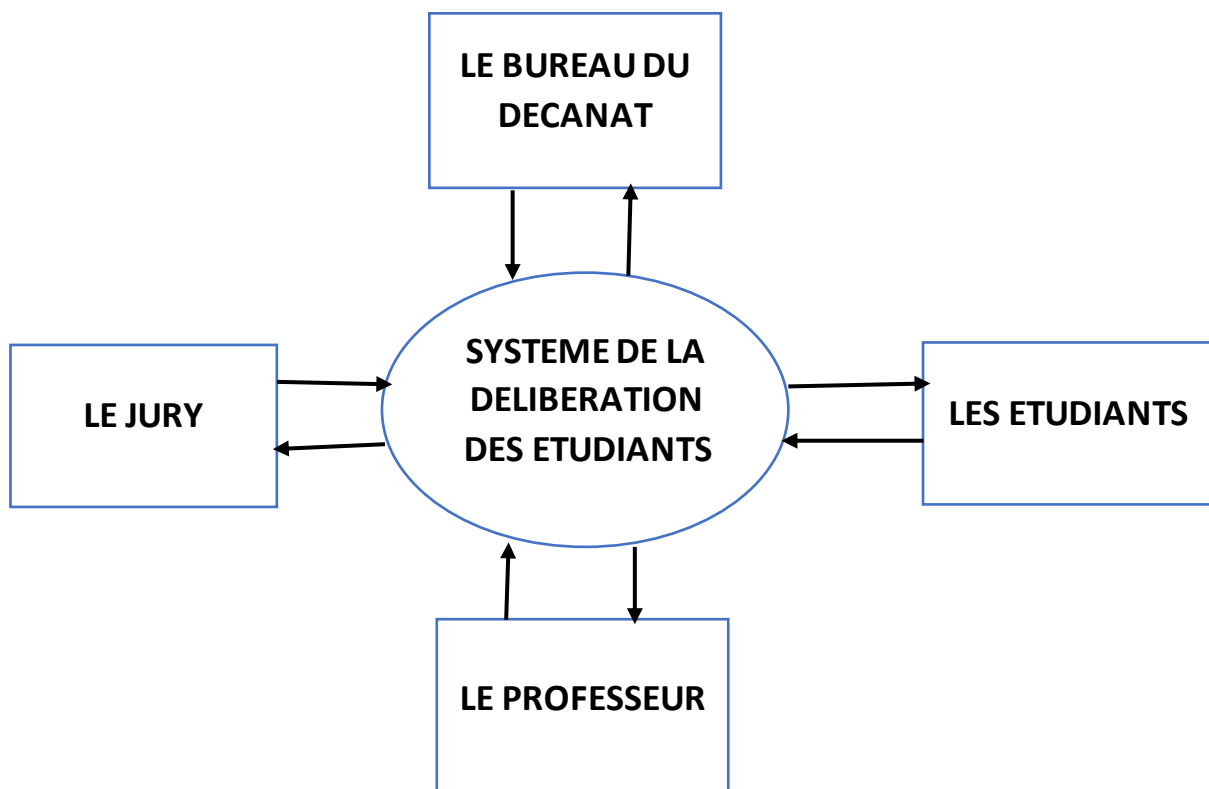 LE BUREAU DU
DECANAT
SYSTEME DE LA
DELIBERATION
DES ETUDIANTS
LE JURY
LES ETUDIANTS
LE PROFESSEUR